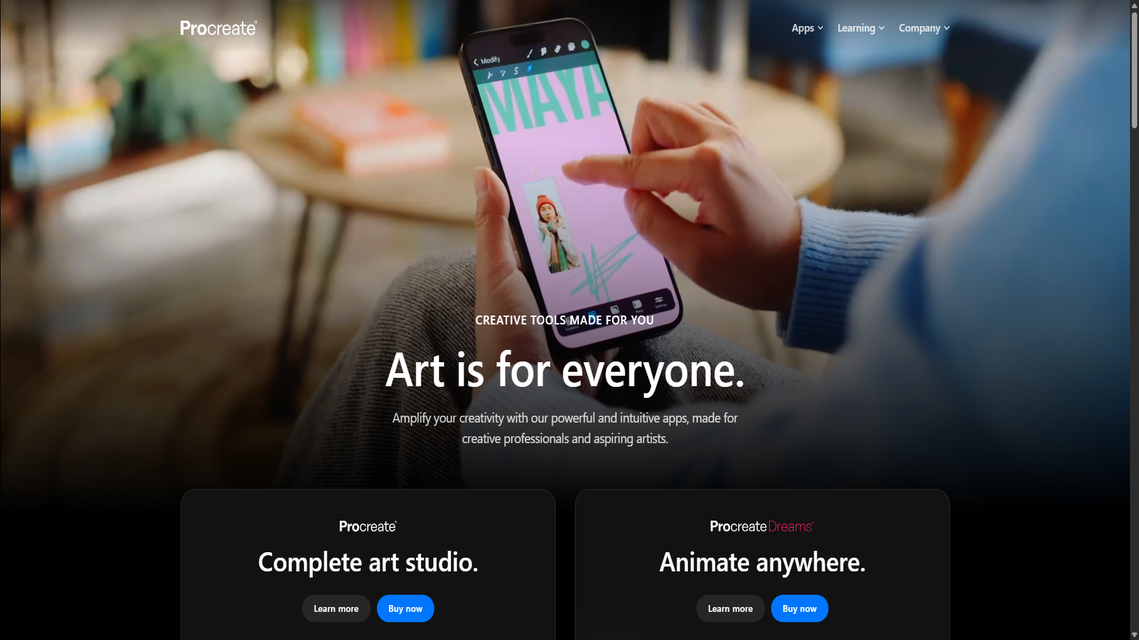 Procreate®
Apps
Learning
Company
Modify
MAYA
Settings
CREATIVE TOOLS MADE FOR YOU
Art is for everyone.
Amplify your creativity with our powerful and intuitive apps, made for
creative professionals and aspiring artists.
Procreate®
Complete art studio.
Learn more
Buy now
Procreate Dreams®
Animate anywhere.
Learn more
Buy now